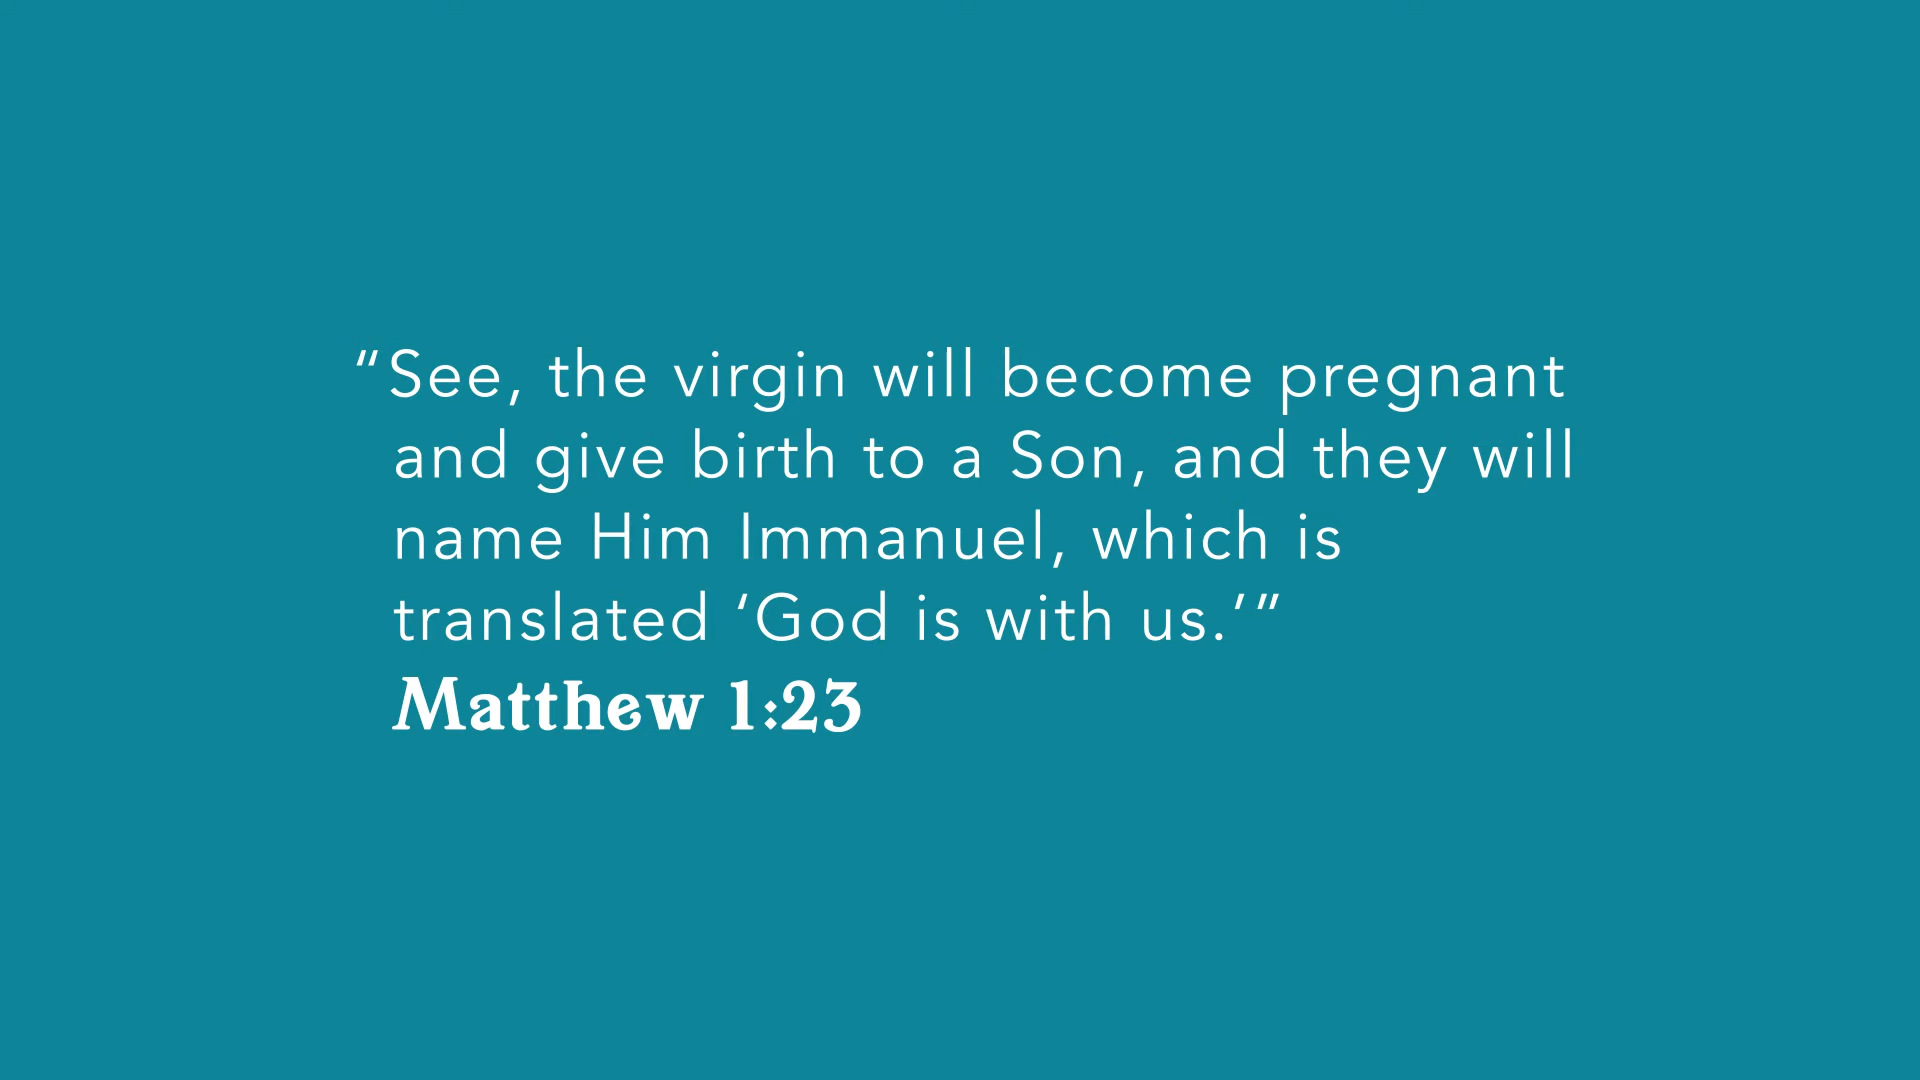 “See, the virgin will become pregnant
and give birth to a Son, and they will
name Him Immanuel, which is
translated ‘God is with us.’”
Matthew 1:23